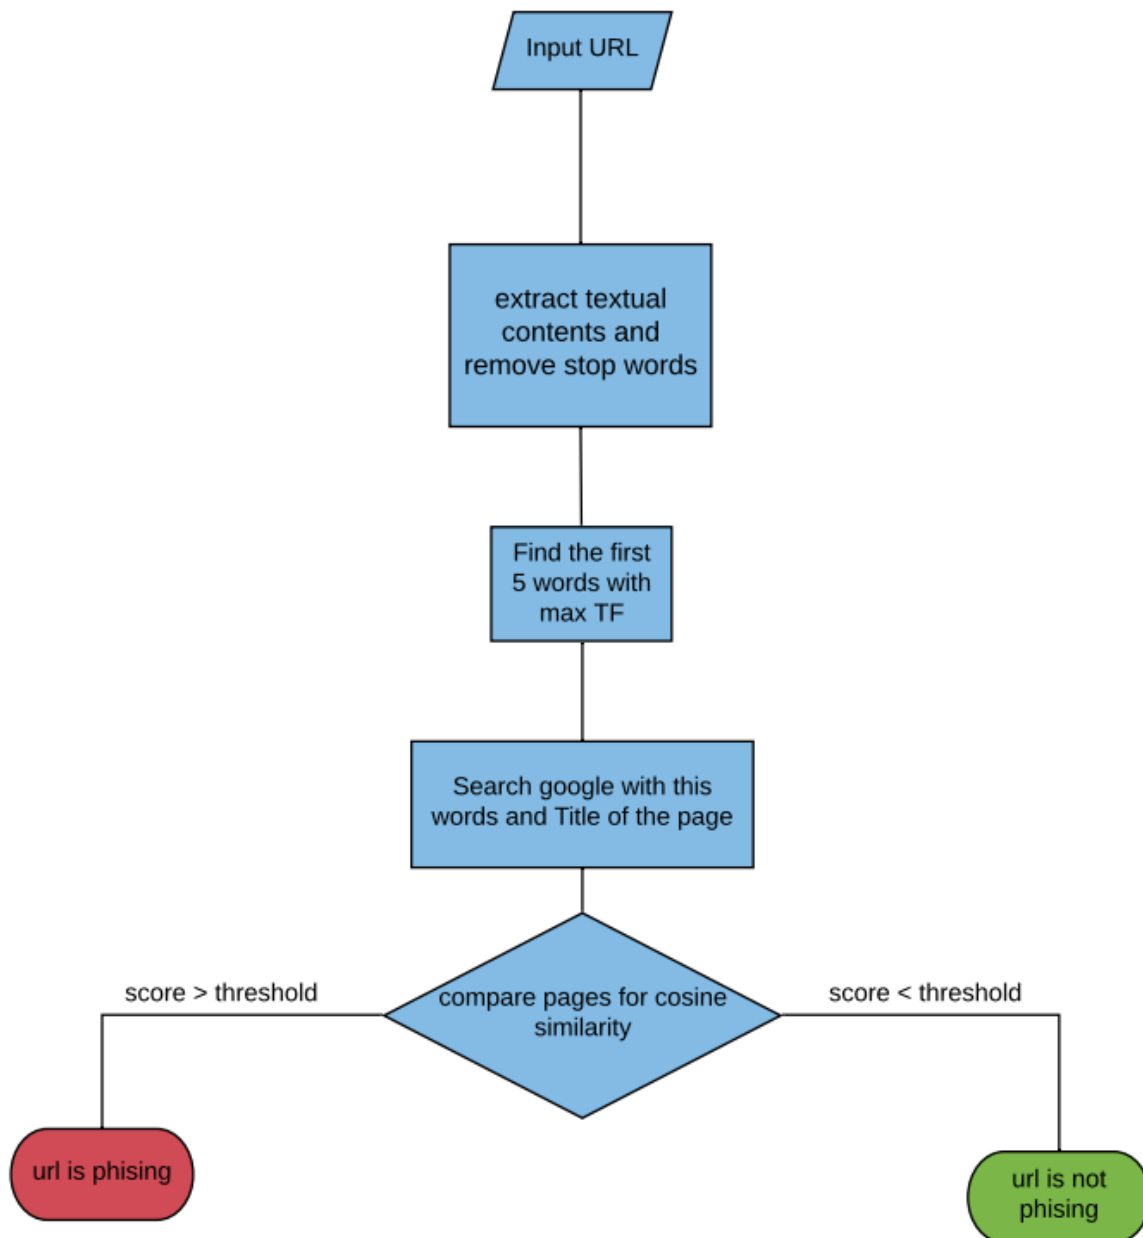 Input URL
extract textual
contents and
remove stop words
Find the first
5 words with
max TF
Search google with this
words and Title of the page
score > threshold
compare pages for cosine
similarity
score < threshold
url is phising
url is not
phising